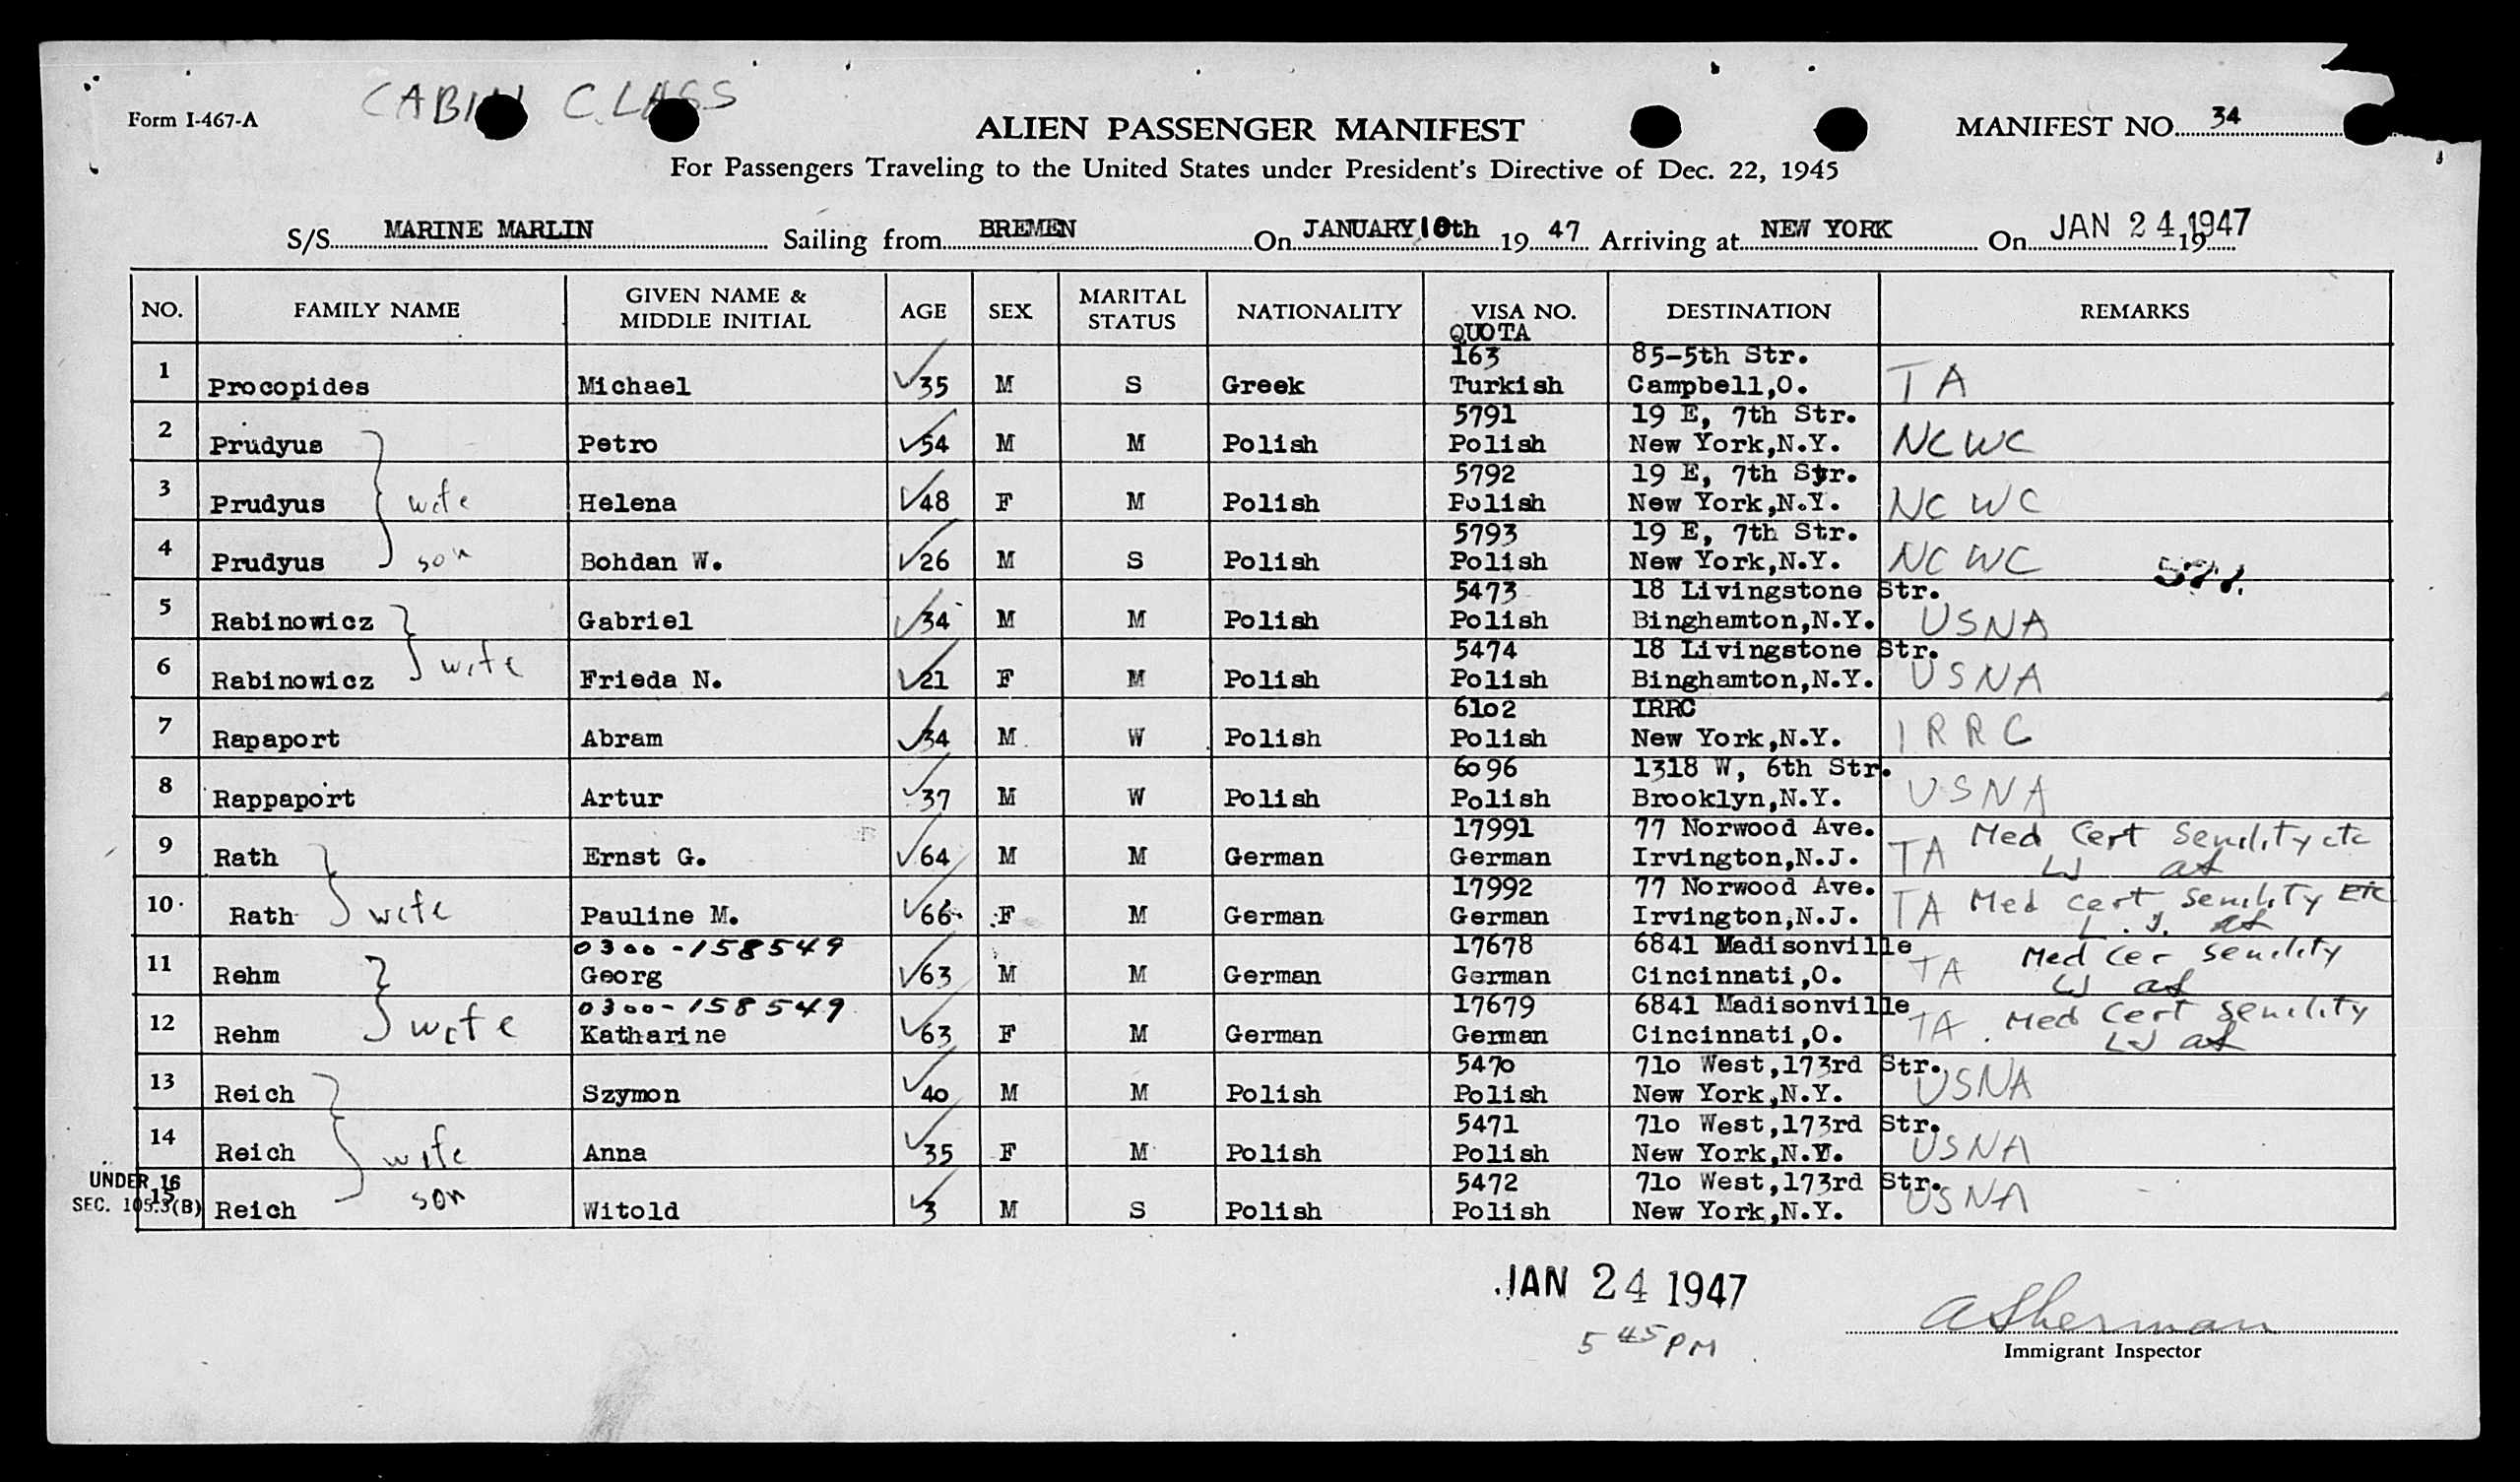 CABIN CLASS
Form I-467-A
ALIEN PASSENGER MANIFEST
MANIFEST NO. 34
For Passengers Traveling to the United States under President's Directive of Dec. 22, 1945
S/S MARINE MARLIN Sailing from BREMEN On JANUARY 10th 19 47 Arriving at NEW YORK On JAN 24 1947 19
NO. FAMILY NAME GIVEN NAME & MIDDLE INITIAL AGE SEX MARITAL STATUS NATIONALITY VISA NO. QUOTA DESTINATION REMARKS
163 85-5th Str.
1 Procopides Michael 35 M S Greek Turkish Campbell,O. TA
5791 19 E, 7th Str.
2 Prudyus Petro 54 M M Polish Polish New York,N.Y. NCWC
5792 19 E, 7th Str.
3 Prudyus wife Helena 48 F M Polish Polish New York,N.Y. NCWC
5793 19 E, 7th Str.
4 Prudyus son Bohdan W. 26 M S Polish Polish New York,N.Y. NCWC
5473 18 Livingstone Str.
5 Rabinowicz Gabriel 34 M M Polish Polish Binghamton,N.Y. USNA
5474 18 Livingstone Str.
6 Rabinowicz wife Frieda N. 21 F M Polish Polish Binghamton,N.Y. USNA
6102 IRRC
7 Rapaport Abram 34 M W Polish Polish New York,N.Y. IRRC
6096 1318 W, 6th Str.
8 Rappaport Artur 37 M W Polish Polish Brooklyn,N.Y. USNA
17991 77 Norwood Ave. Med Cert Senility etc
9 Rath Ernst G. 64 M M German German Irvington,N.J. TA
17992 77 Norwood Ave. Med cert senility Etc
10 Rath wife Pauline M. 66 F M German German Irvington,N.J. TA
0300-158549 17678 6841 Madisonville Med Cer senility
11 Rehm Georg 63 M M German German Cincinnati,O. TA
0300-158549 17679 6841 Madisonville Med Cert senility
12 Rehm wife Katharine 63 F M German German Cincinnati,O. TA
5470 710 West,173rd Str.
13 Reich Szymon 40 M M Polish Polish New York,N.Y. USNA
5471 710 West,173rd Str.
14 Reich wife Anna 35 F M Polish Polish New York,N.Y. USNA
UNDER 16 5472 710 West,173rd Str.
SEC. 105.3(B) 15 Reich son Witold 3 M S Polish Polish New York,N.Y. USNA
JAN 24 1947
5 45 PM
A Sherman
Immigrant Inspector